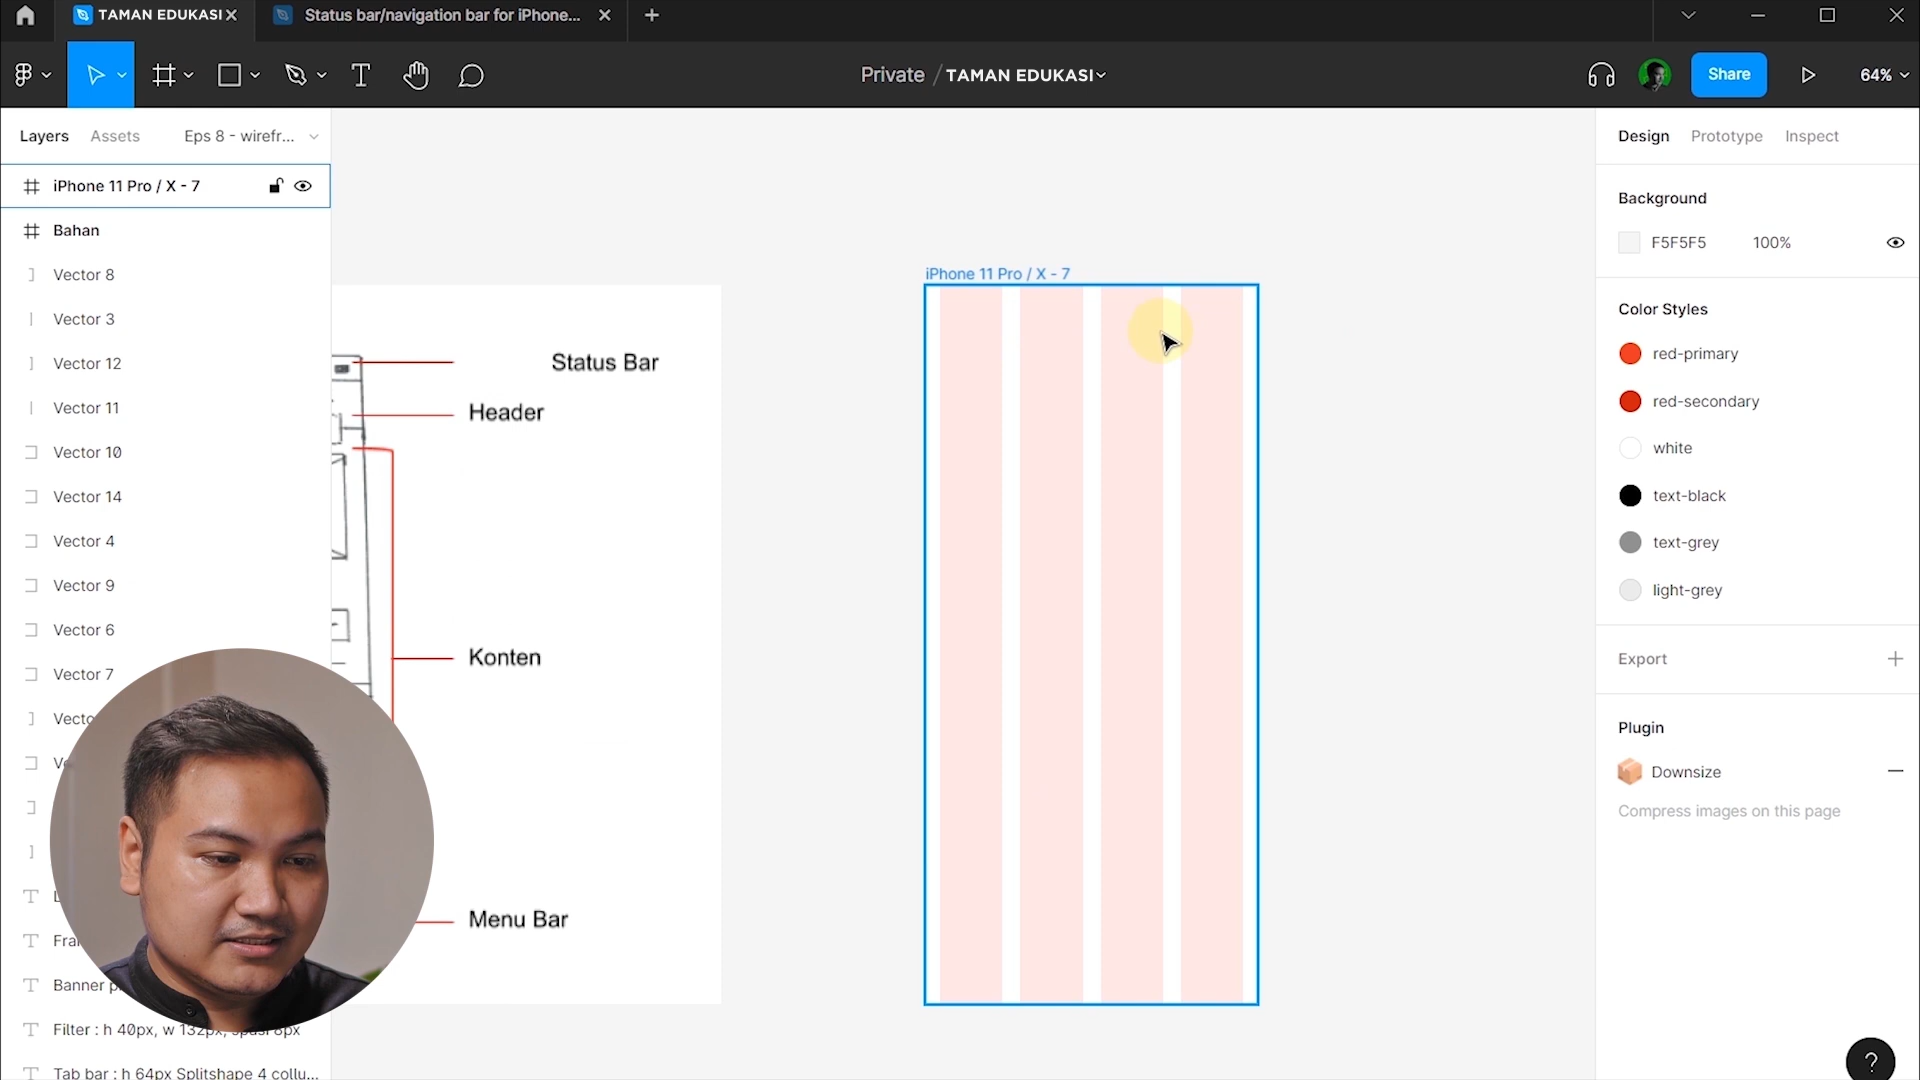 TAMAN EDUKASI
Status bar/navigation bar for iPhone...
Private / TAMAN EDUKASI
Share
64%
Layers
Assets
Eps 8 - wirefr...
Design
Prototype
Inspect
iPhone 11 Pro / X - 7
Bahan
Vector 8
Vector 3
Vector 12
Vector 11
Vector 10
Vector 14
Vector 4
Vector 9
Vector 6
Vector 7
Banner
Filter : h 40px, w 132px, spasi 8px
Tab bar : h 64px Splitshape 4 collu...
Status Bar
Header
Konten
Menu Bar
iPhone 11 Pro / X - 7
Background
F5F5F5
100%
Color Styles
red-primary
red-secondary
white
text-black
text-grey
light-grey
Export
Plugin
Downsize
Compress images on this page
?